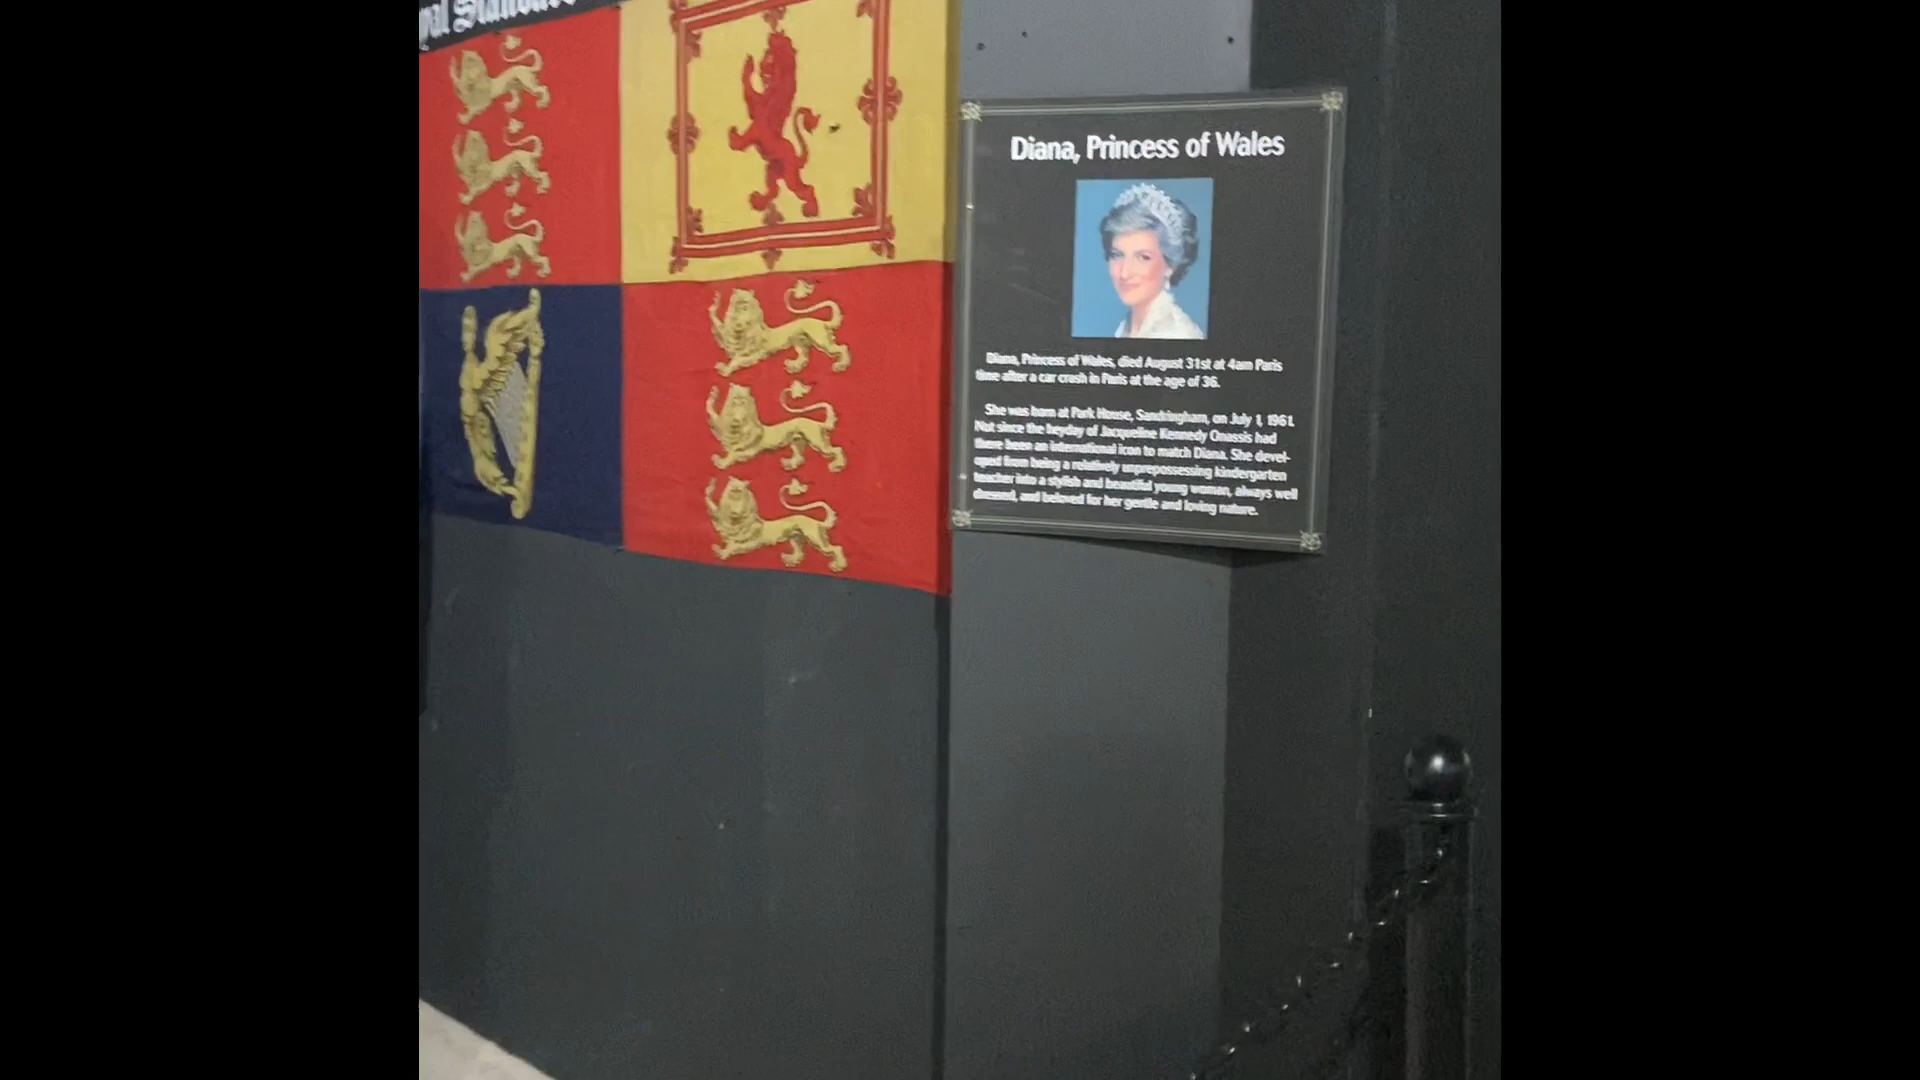 Diana, Princess of Wales
Diana, Princess of Wales, died August 31st at 4am Paris
time after a car crash in Paris at the age of 36.
She was born at Park House, Sandringham, on July 1, 1961.
Not since the heyday of Jacqueline Kennedy Onassis had
there been an international icon to match Diana. She devel-
oped from being a relatively unprepossessing kindergarten
teacher into a stylish and beautiful young woman, always well
dressed, and beloved for her gentle and loving nature.